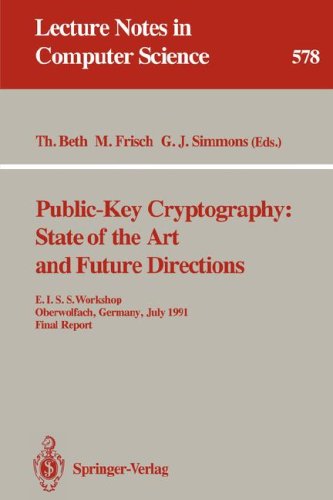 Lecture Notes in
Computer Science
578
Th. Beth M. Frisch G. J. Simmons (Eds.)
Public-Key Cryptography:
State of the Art
and Future Directions
E. I. S. S. Workshop
Oberwolfach, Germany, July 1991
Final Report
Springer-Verlag